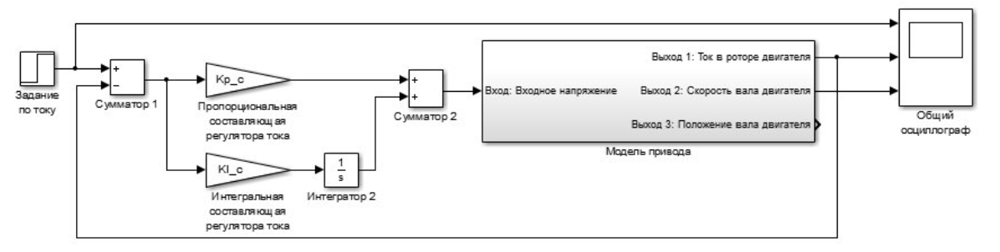 Задание
по току
+
−
Сумматор 1
Kp_c
Пропорциональная
составляющая
регулятора тока
KI_c
Интегральная
составляющая
регулятора тока
1
s
Интегратор 2
+
+
Сумматор 2
Вход: Входное напряжение
Выход 1: Ток в роторе двигателя
Выход 2: Скорость вала двигателя
Выход 3: Положение вала двигателя
Модель привода
Общий
осциллограф